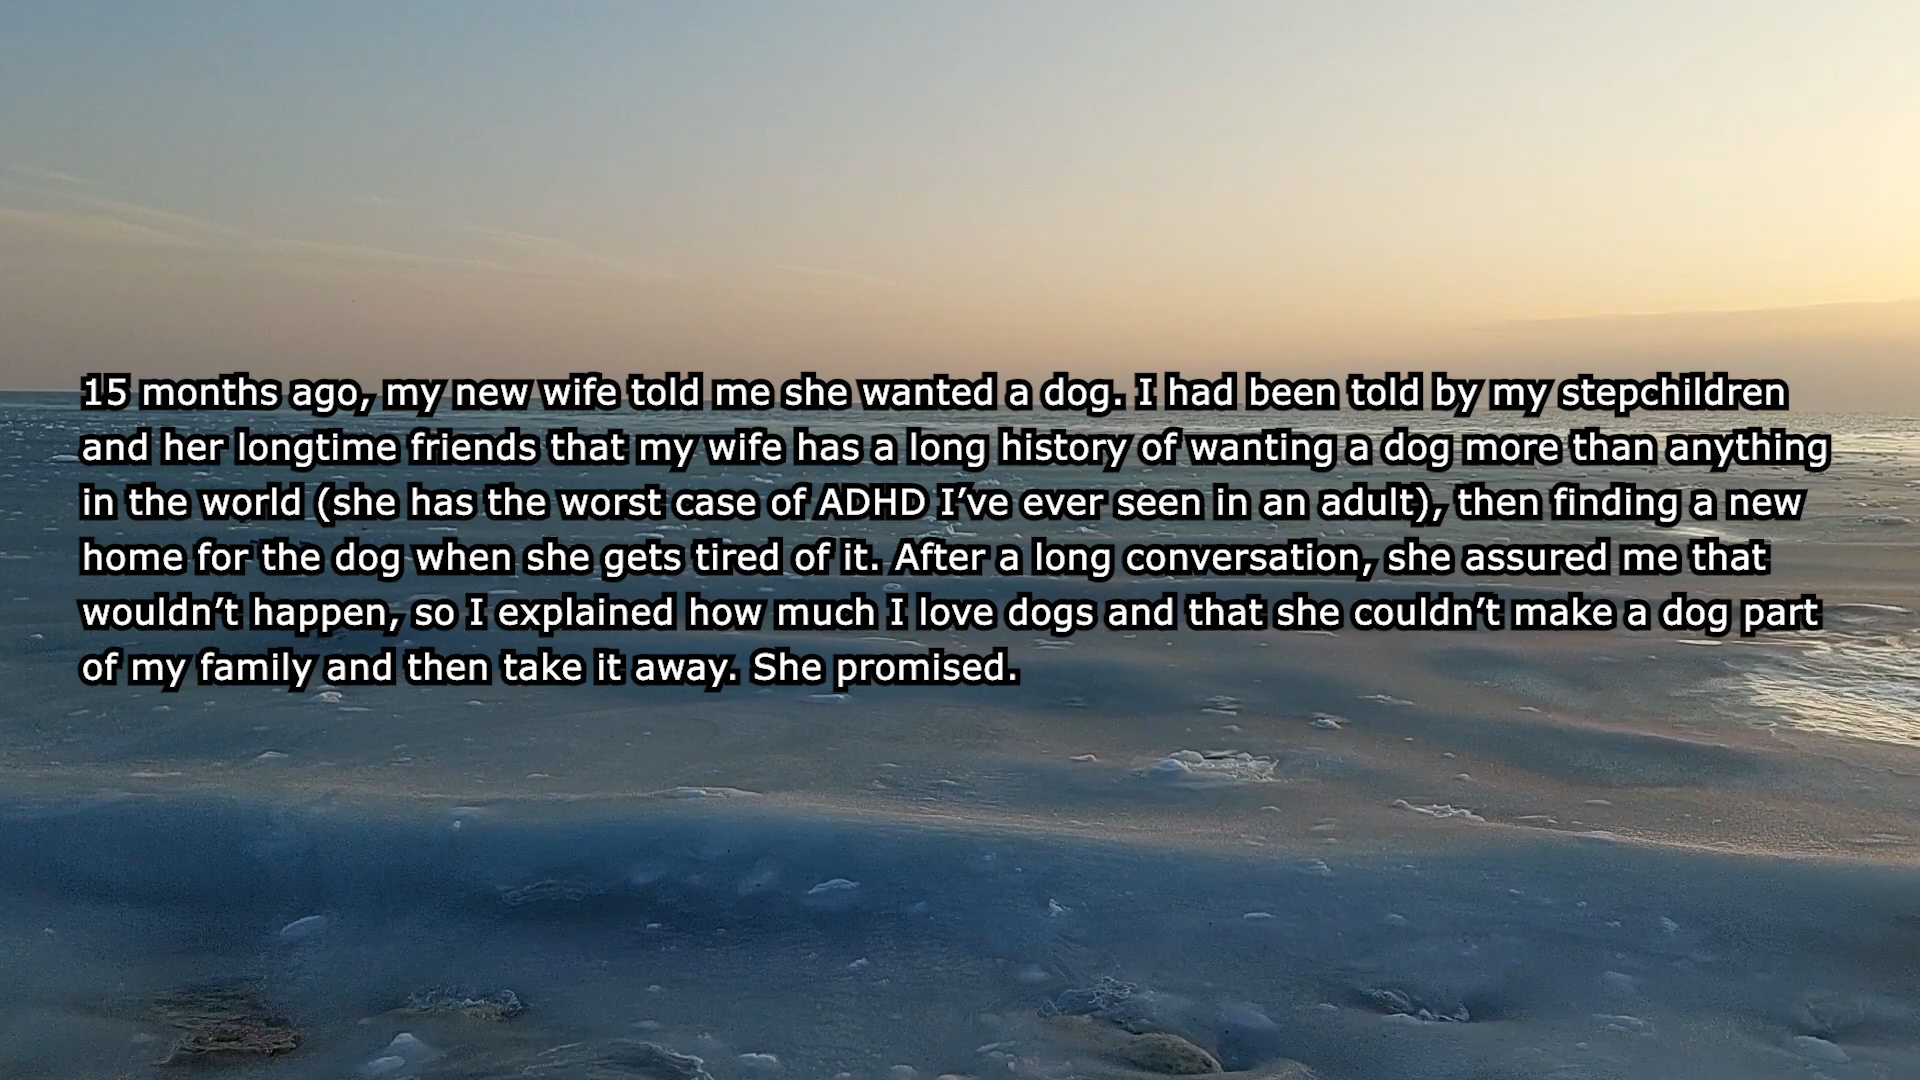 15 months ago, my new wife told me she wanted a dog. I had been told by my stepchildren
and her longtime friends that my wife has a long history of wanting a dog more than anything
in the world (she has the worst case of ADHD I’ve ever seen in an adult), then finding a new
home for the dog when she gets tired of it. After a long conversation, she assured me that
wouldn’t happen, so I explained how much I love dogs and that she couldn’t make a dog part
of my family and then take it away. She promised.